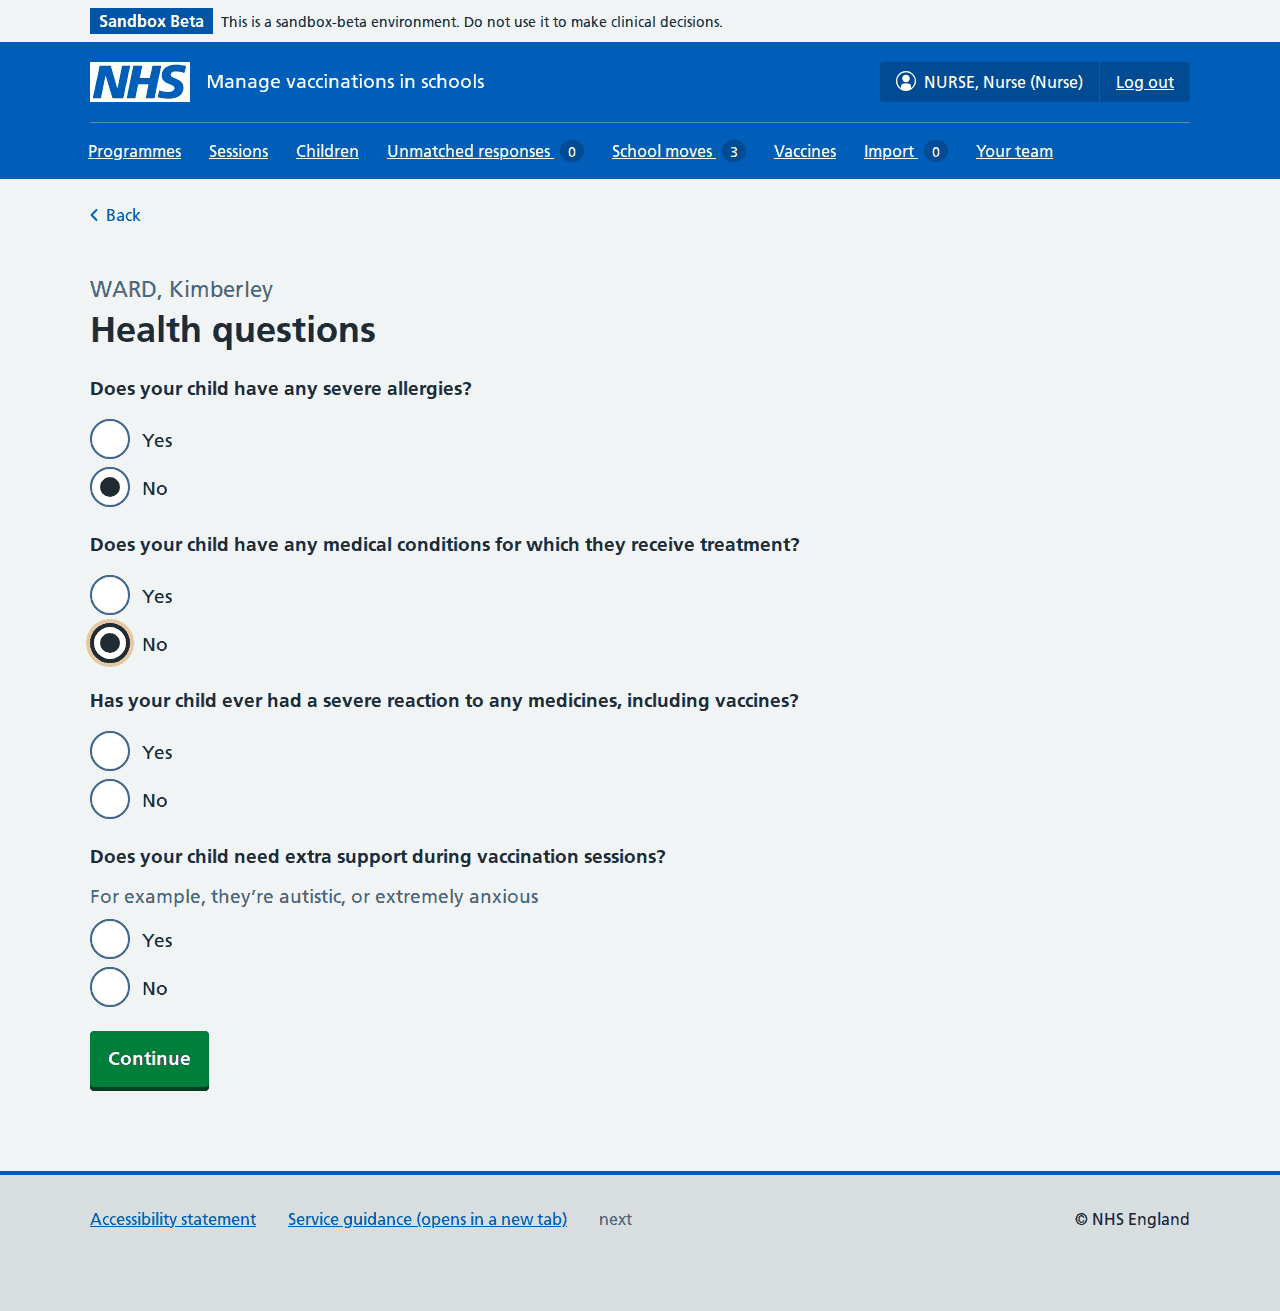 Sandbox Beta This is a sandbox-beta environment. Do not use it to make clinical decisions.
NHS Manage vaccinations in schools NURSE, Nurse (Nurse) Log out
Programmes Sessions Children Unmatched responses 0 School moves 3 Vaccines Import 0 Your team
Back
WARD, Kimberley
Health questions
Does your child have any severe allergies?
Yes
No
Does your child have any medical conditions for which they receive treatment?
Yes
No
Has your child ever had a severe reaction to any medicines, including vaccines?
Yes
No
Does your child need extra support during vaccination sessions?
For example, they’re autistic, or extremely anxious
Yes
No
Continue
Accessibility statement Service guidance (opens in a new tab) next © NHS England